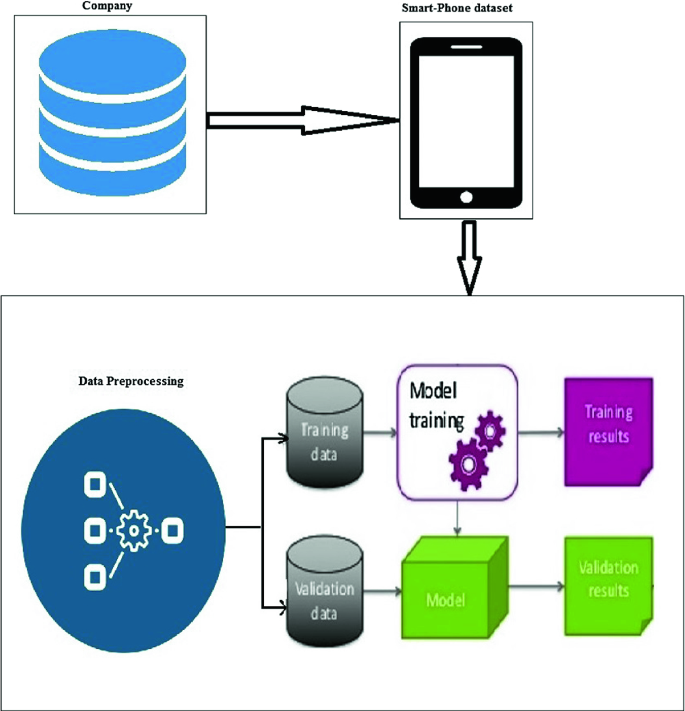 Company
Smart-Phone dataset
Data Preprocessing
Training
data
Model
training
Training
results
Validation
data
Model
Validation
results